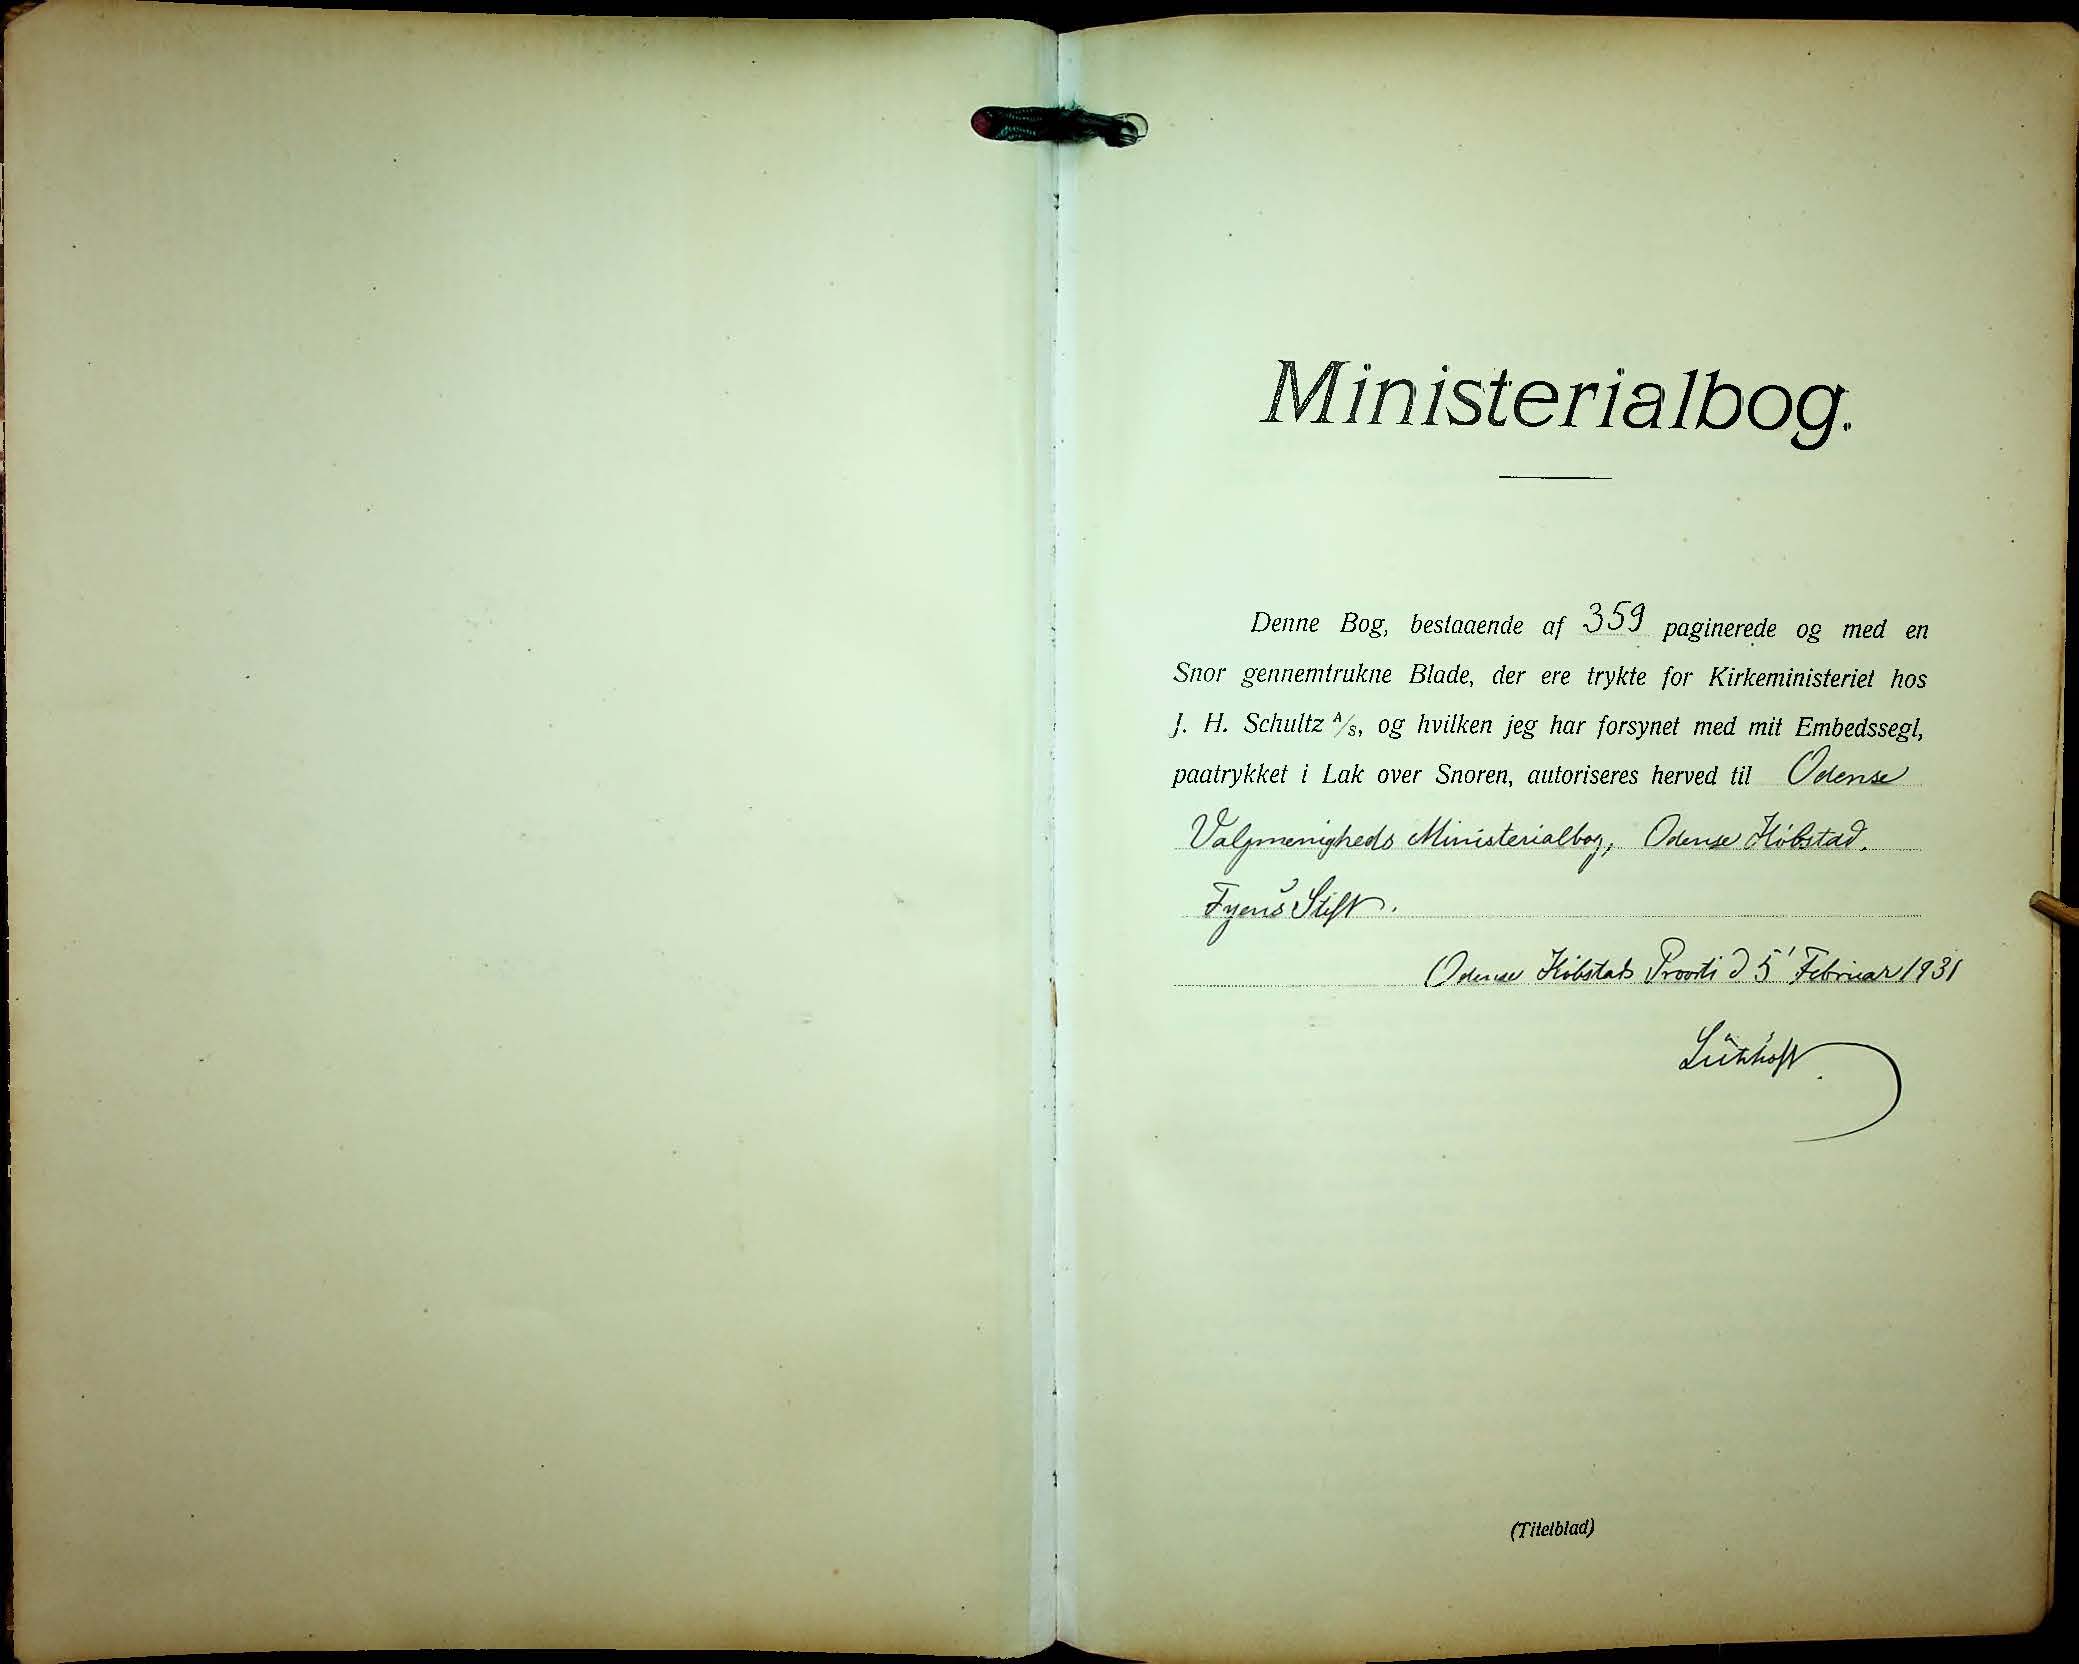 Ministerialbog.
Denne Bog, bestaaende af 359 paginerede og med en
Snor gennemtrukne Blade, der ere trykte for Kirkeministeriet hos
J. H. Schultz A/S, og hvilken jeg har forsynet med mit Embedssegl,
paatrykket i Lak over Snoren, autoriseres herved til Odense
Valgmenigheds Ministerialbog, Odense Købstad.
Fyens Stift.
Odense Købstads Provsti d 5' Februar 1931
(Titelblad)